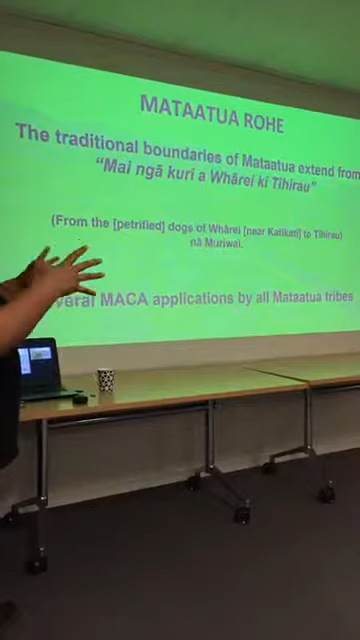 MATAATUA ROHE
The traditional boundaries of Mataatua extend from
"Mai ngā kuri a Whārei ki Tihirau"
(From the [petrified] dogs of Whārei [near Katikati] to Tihirau)
nā Muriwai.
MACA applications by all Mataatua tribes